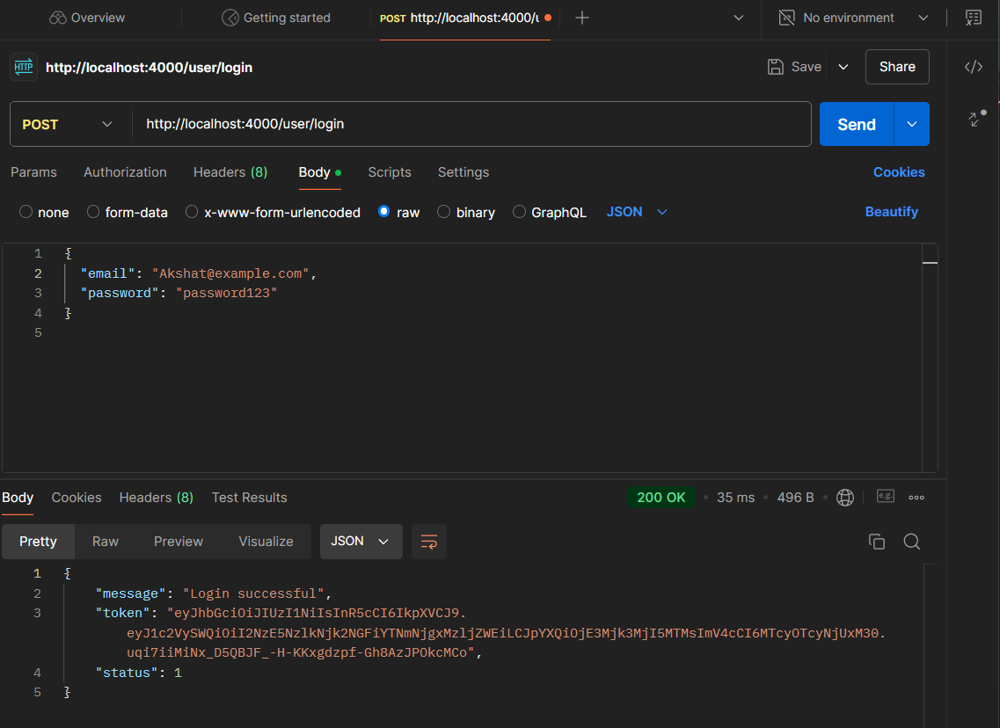 Overview
Getting started
POST http://localhost:4000/u
No environment
HTTP http://localhost:4000/user/login
Save
Share
POST
http://localhost:4000/user/login
Send
Params
Authorization
Headers (8)
Body
Scripts
Settings
Cookies
none
form-data
x-www-form-urlencoded
raw
binary
GraphQL
JSON
Beautify
1 {
2 "email": "Akshat@example.com",
3 "password": "password123"
4 }
5
Body
Cookies
Headers (8)
Test Results
200 OK
35 ms
496 B
e.g.
Pretty
Raw
Preview
Visualize
JSON
1 {
2 "message": "Login successful",
3 "token": "eyJhbGciOiJIUzI1NiIsInR5cCI6IkpXVCJ9.
eyJ1c2VySWQiOiI2NzE5NzlkNjk2NGFiYTNmNjgxMzljZWEiLCJpYXQiOjE3Mjk3MjI5MTMsImV4cCI6MTcyOTcyNjUxM30.
uqi7iiMiNx_D5QBJF_-H-KKxgdzpf-Gh8AzJPOkcMCo",
4 "status": 1
5 }